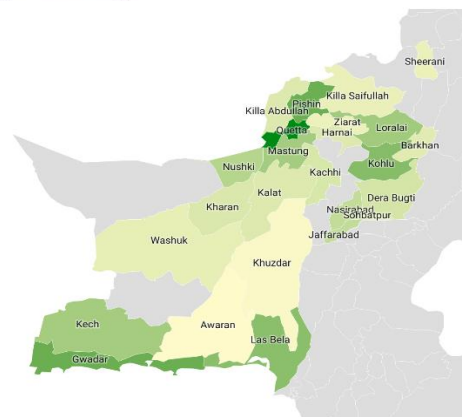 Sheerani
Killa Saifullah
Pishin
Killa Abdullah
Ziarat
Quetta
Harnai
Loralai
Barkhan
Mastung
Kohlu
Nushki
Kachhi
Kalat
Dera Bugti
Kharan
Nasirabad
Sohbatpur
Jaffarabad
Washuk
Khuzdar
Kech
Awaran
Las Bela
Gwadar